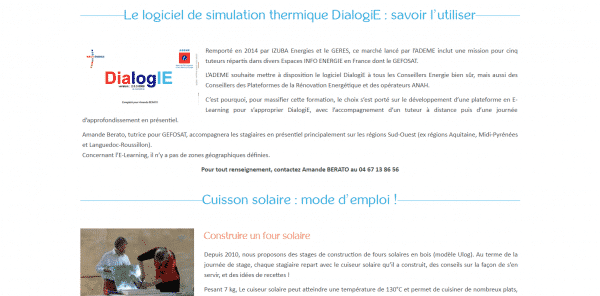 Le logiciel de simulation thermique DialogiE : savoir l'utiliser
Remporté en 2014 par IZUBA Energies et le GERES, ce marché lancé par l'ADEME inclut une mission pour cinq
tuteurs répartis dans divers Espaces INFO ENERGIE en France dont le GEFOSAT.
DialogIE
L'ADEME souhaite mettre à disposition le logiciel DialogiE à tous les Conseillers Energie bien sûr, mais aussi des
Conseillers des Plateformes de la Rénovation Energétique et des opérateurs ANAH.
C'est pourquoi, pour massifier cette formation, le choix s'est porté sur le développement d'une plateforme en E-
Learning pour s'approprier DialogiE, avec l'accompagnement d'un tuteur à distance puis d'une journée
d'approfondissement en présentiel.
Amande Berato, tutrice pour GEFOSAT, accompagnera les stagiaires en présentiel principalement sur les régions Sud-Ouest (ex régions Aquitaine, Midi-Pyrénées
et Languedoc-Roussillon).
Concernant l'E-Learning, il n'y a pas de zones géographiques définies.
Pour tout renseignement, contactez Amande BERATO au 04 67 13 86 56
Cuisson solaire : mode d'emploi !
Construire un four solaire
Depuis 2010, nous proposons des stages de construction de fours solaires en bois (modèle Ulog). Au terme de la
journée de stage, chaque stagiaire repart avec le cuiseur solaire qu'il a construit, des conseils sur la façon de s'en
servir, et des idées de recettes !
Pesant 7 kg, Le cuiseur solaire peut atteindre une température de 130°C et permet de cuisiner de nombreux plats,